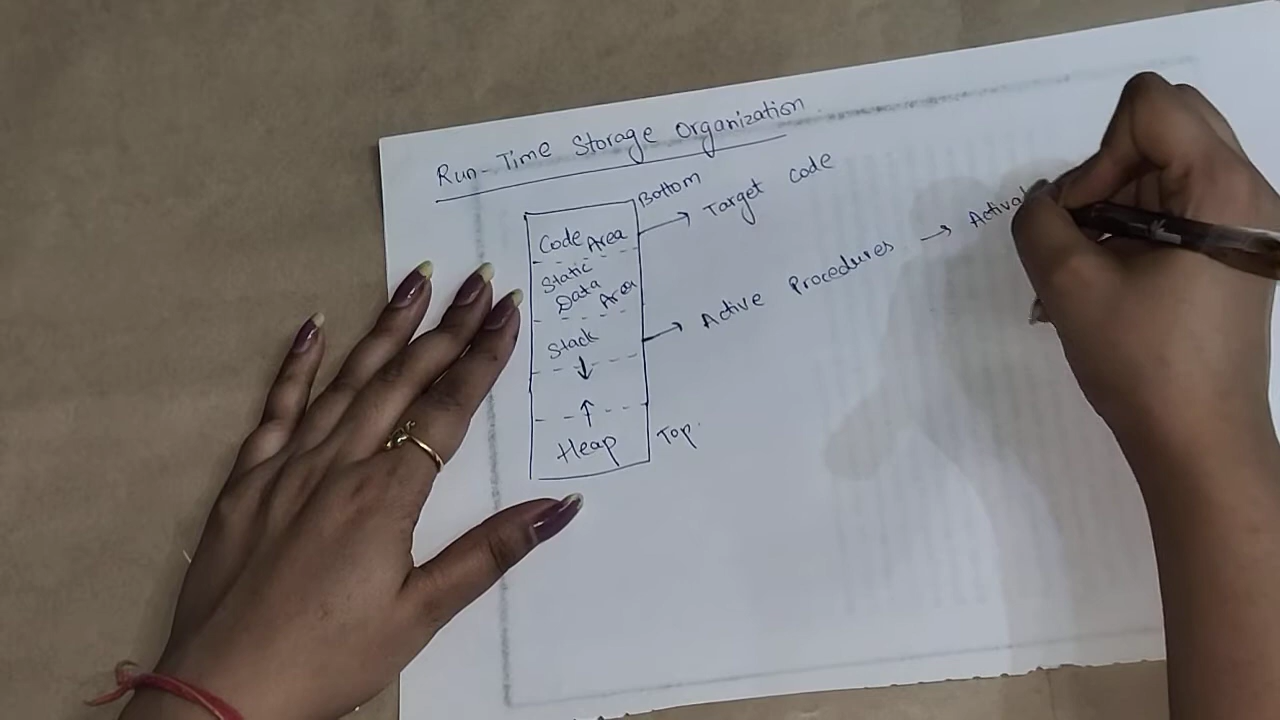 Run-Time Storage Organization
Bottom
Code Area
Target code
Static
Data Area
Stack
Active Procedures
Heap
Top